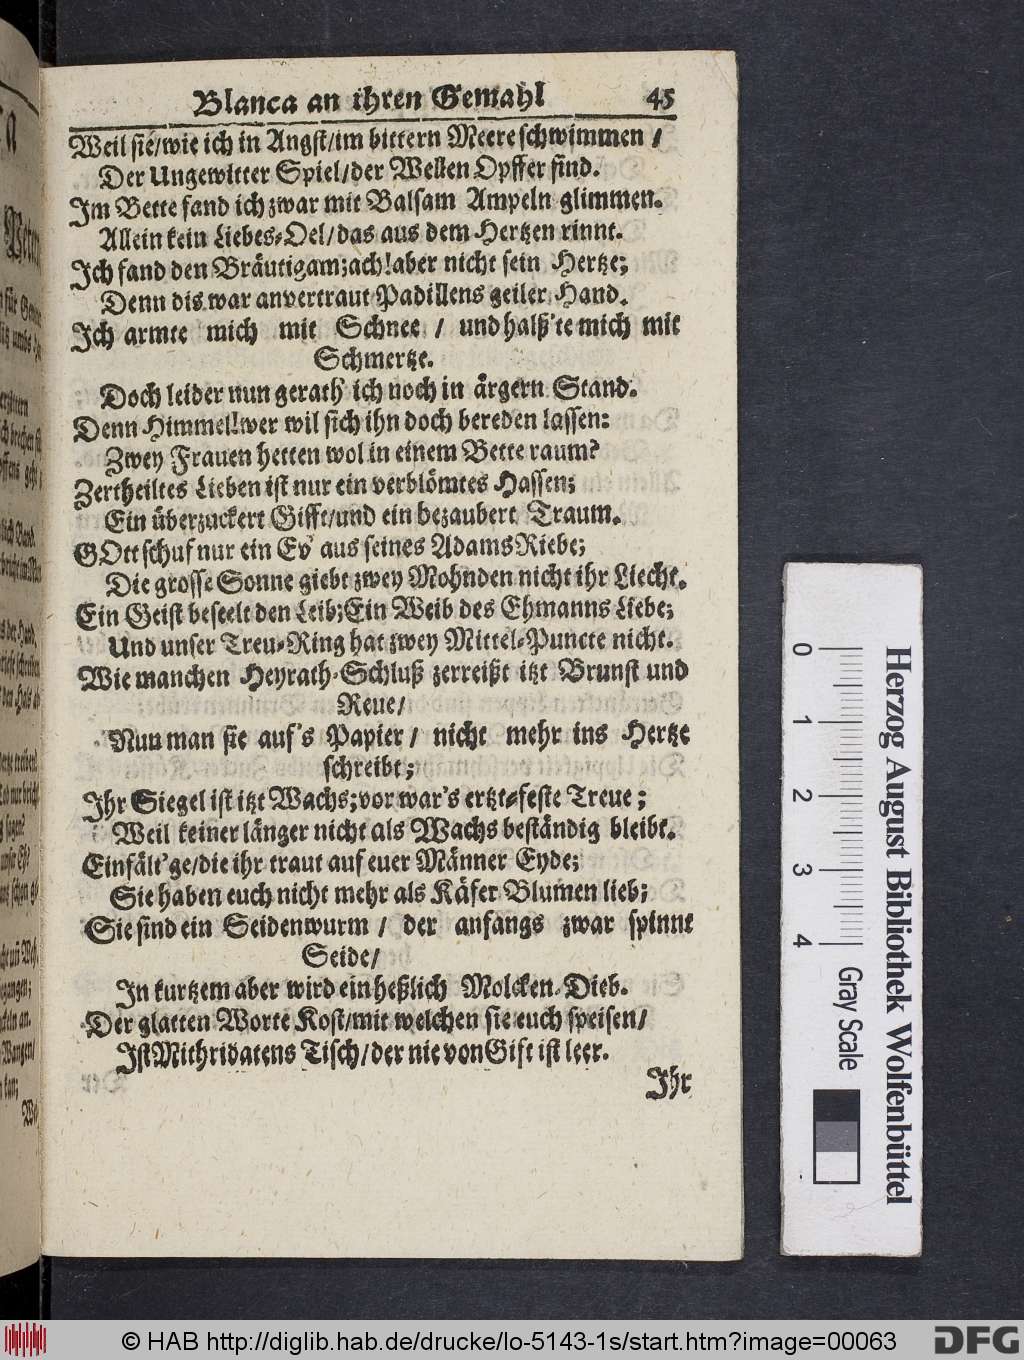 Blanca an ihren Gemahl 45
Weil sie/wie ich in Angst/im bittern Meere schwimmen /
Der Ungewitter Spiel/der Wellen Opffer sind.
Im Bette fand ich zwar mit Balsam Ampeln glimmen.
Allein kein Liebes-Oel/das aus dem Hertzen rinnt.
Ich fand den Bräutigam;ach!aber nicht sein Hertze;
Denn dis war anvertraut Padillens geiler Hand.
Ich armte mich mit Schnee / und halß'te mich mit
Schmertze.
Doch leider nun gerath' ich noch in ärgern Stand.
Denn Himmel!wer wil sich ihn doch bereden lassen:
Zwey Frauen hetten wol in einem Bette raum?
Zertheiltes Lieben ist nur ein verblömtes Hassen;
Ein überzuckert Gifft/und ein bezaubert Traum.
GOtt schuf nur ein Ev' aus seines Adams Riebe;
Die grosse Sonne giebt zwey Mohnden nicht ihr Liecht.
Ein Geist beseelt den Leib;Ein Weib des Ehmanns Liebe;
Und unser Treu-Ring hat zwey Mittel-Puncte nicht.
Wie manchen Heyrath-Schluß zerreißt itzt Brunst und
Reue/
Nun man sie auf's Papier / nicht mehr ins Hertze
schreibt;
Ihr Siegel ist itzt Wachs;vor war's ertzt-feste Treue;
Weil keiner länger nicht als Wachs beständig bleibt.
Einfält'ge/die ihr traut auf euer Männer Eyde;
Sie haben euch nicht mehr als Käfer Blumen lieb;
Sie sind ein Seidenwurm / der anfangs zwar spinnt
Seide/
In kurtzem aber wird ein heßlich Molcken-Dieb.
Der glatten Worte Kost/mit welchen sie euch speisen/
Ist Mithridatens Tisch/der nie von Gift ist leer.
Ihr
0 1 2 3 4
Gray Scale
Herzog August Bibliothek Wolfenbüttel
© HAB http://diglib.hab.de/drucke/lo-5143-1s/start.htm?image=00063
DFG